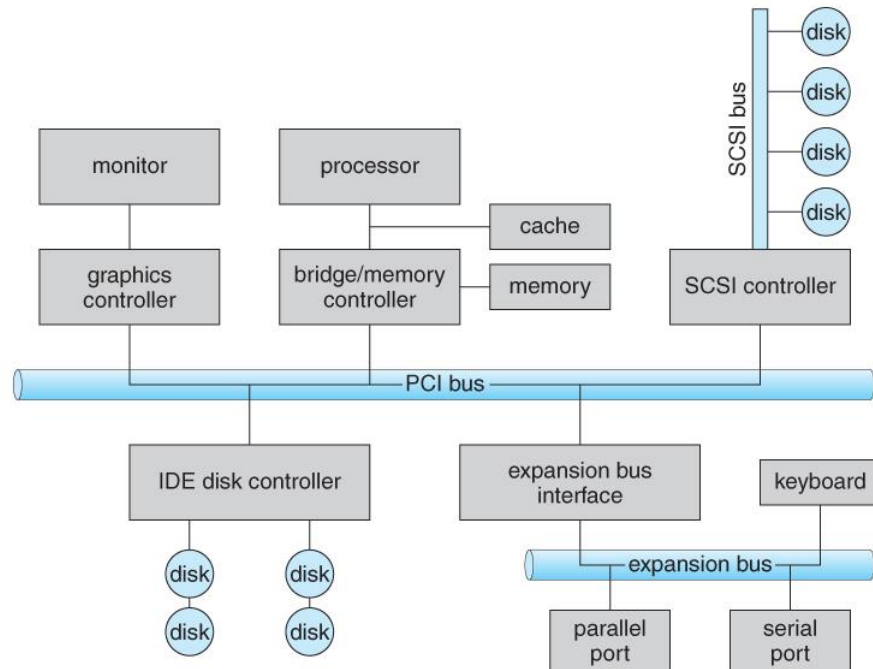 disk
disk
disk
disk
SCSI bus
monitor
processor
cache
graphics
controller
bridge/memory
controller
memory
SCSI controller
PCI bus
IDE disk controller
expansion bus
interface
keyboard
disk
disk
disk
disk
expansion bus
parallel
port
serial
port